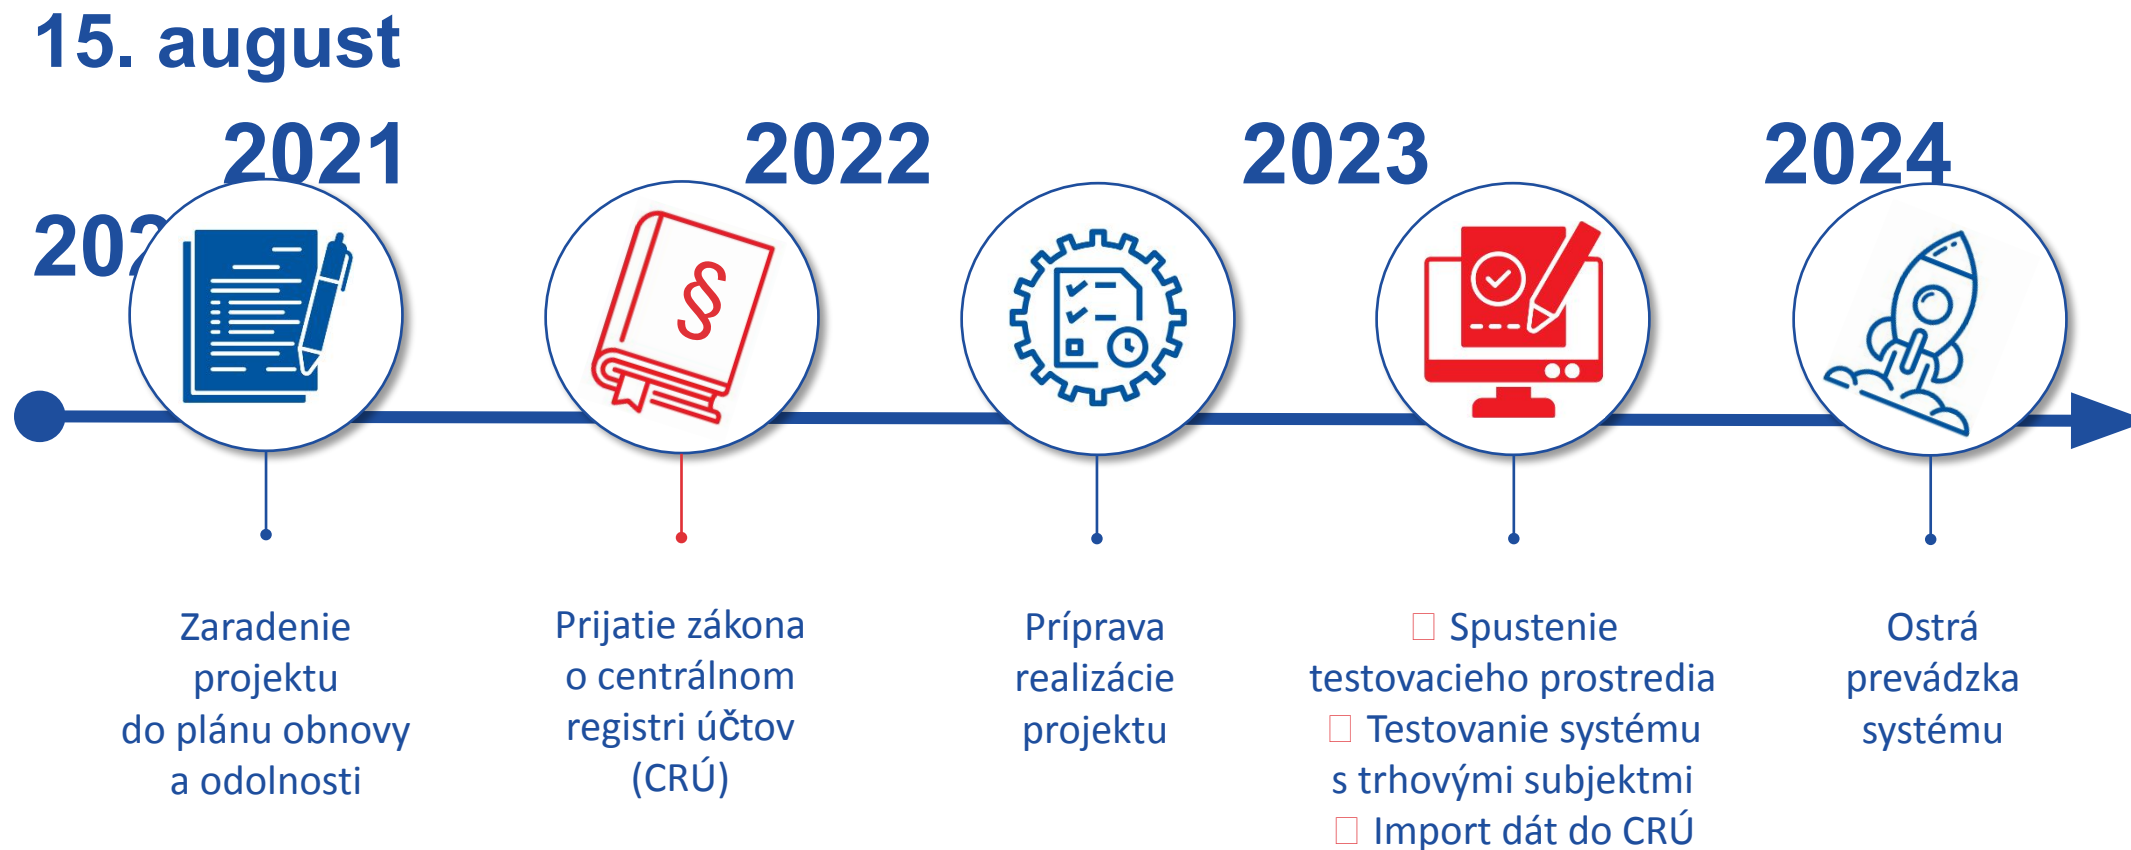 15. august
2021
2022
2023
2024
§
Zaradenie
projektu
do plánu obnovy
a odolnosti
Prijatie zákona
o centrálnom
registri účtov
(CRÚ)
Príprava
realizácie
projektu
Spustenie
testovacieho prostredia
Testovanie systému
s trhovými subjektmi
Import dát do CRÚ
Ostrá
prevádzka
systému